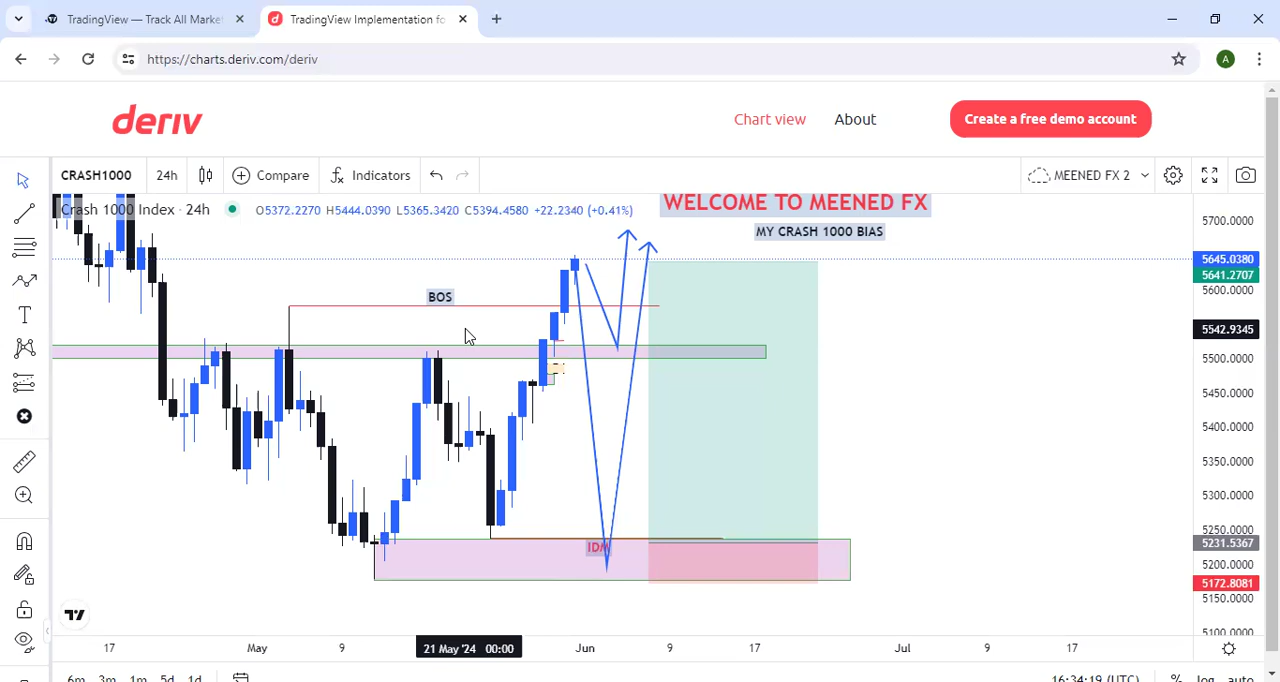 TradingView — Track All Marke
TradingView Implementation fo
https://charts.deriv.com/deriv
A
deriv
Chart view
About
Create a free demo account
CRASH1000
24h
Compare
Indicators
MEENED FX 2
Crash 1000 Index · 24h
O5372.2270 H5444.0390 L5365.3420 C5394.4580 +22.2340 (+0.41%)
WELCOME TO MEENED FX
MY CRASH 1000 BIAS
BOS
IDM
5700.0000
5645.0380
5641.2707
5600.0000
5542.9345
5500.0000
5450.0000
5400.0000
5350.0000
5300.0000
5250.0000
5231.5367
5200.0000
5172.8081
5150.0000
5100.0000
17
May
9
21 May '24 00:00
Jun
9
17
Jul
9
17
6m 3m 1m 5d 1d
16:34:19 (UTC)
% log auto